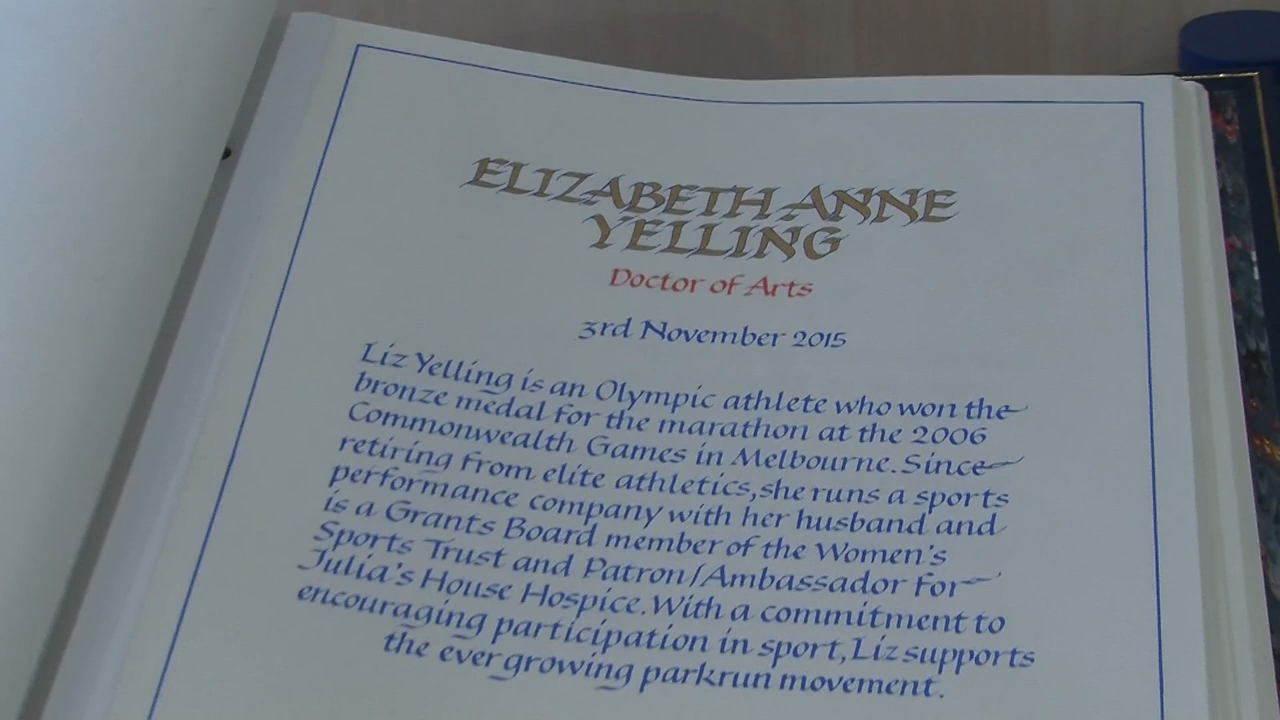 ELIZABETH ANNE
YELLING
Doctor of Arts
3rd November 2015
Liz Yelling is an Olympic athlete who won the
bronze medal for the marathon at the 2006
Commonwealth Games in Melbourne. Since
retiring from elite athletics, she runs a sports
performance company with her husband and
is a Grants Board member of the Women's
Sports Trust and Patron/Ambassador for
Julia's House Hospice. With a commitment to
encouraging participation in sport, Liz supports
the ever growing parkrun movement.